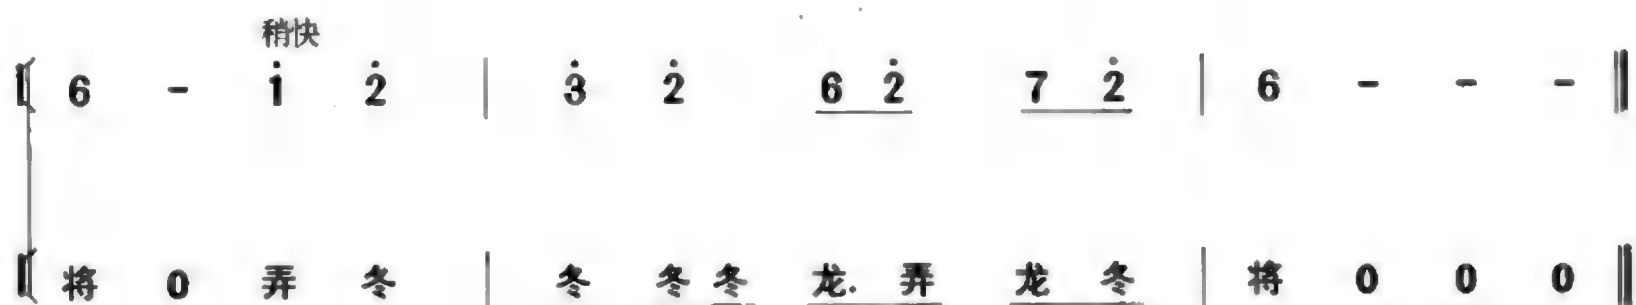 稍快
6 - 1̇ 2̇ | 3̇ 2̇ 6 2̇ 7 2̇ | 6 - - -
将 0 弄 冬 | 冬 冬 冬 龙. 弄 龙 冬 | 将 0 0 0